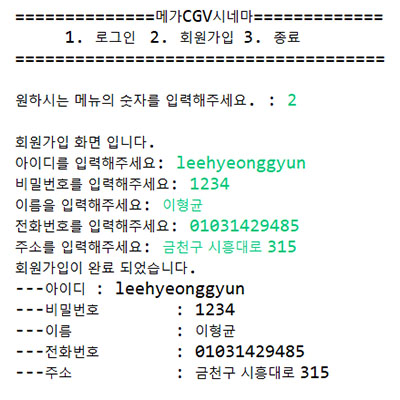 ==============메가CGV시네마=============
1. 로그인 2. 회원가입 3. 종료
=====================================
원하시는 메뉴의 숫자를 입력해주세요. : 2
회원가입 화면 입니다.
아이디를 입력해주세요: leehyeonggyun
비밀번호를 입력해주세요: 1234
이름을 입력해주세요: 이형균
전화번호를 입력해주세요: 01031429485
주소를 입력해주세요: 금천구 시흥대로 315
회원가입이 완료 되었습니다.
---아이디 : leehyeonggyun
---비밀번호 : 1234
---이름 : 이형균
---전화번호 : 01031429485
---주소 : 금천구 시흥대로 315